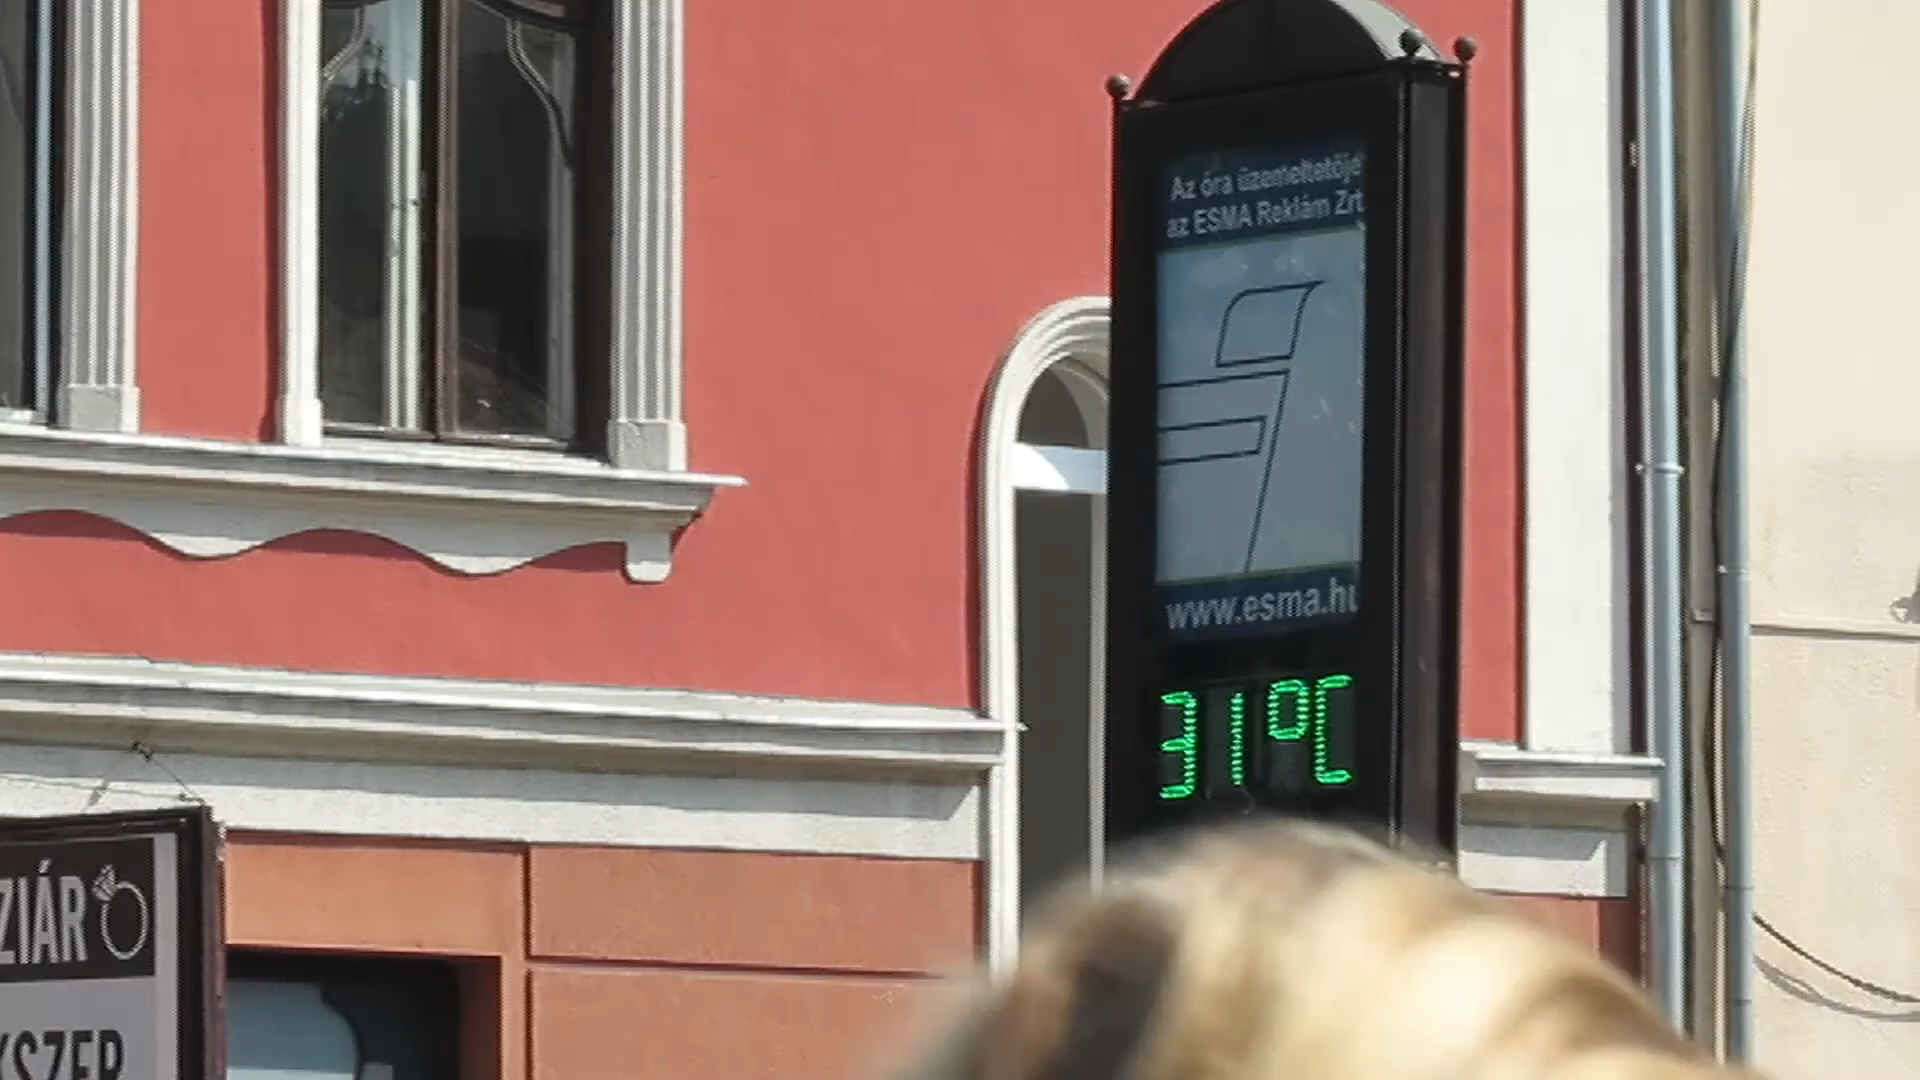 Az óra üzemeltetője
az ESMA Reklám Zrt
www.esma.hu
31°C
ZIÁR
KSZER